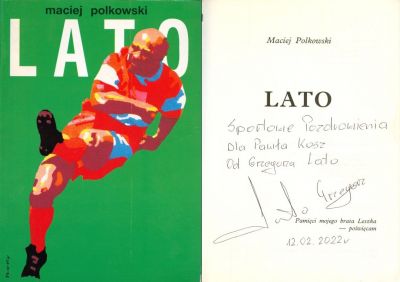 maciej polkowski
LATO
Maciej Polkowski
LATO
Sportowe Pozdrowienia
Dla Pawła Kosz
Od Grzegorza Lato
Lato Grzegorz
Pamięci mojego brata Leszka
— poświęcam
12.02.2022r